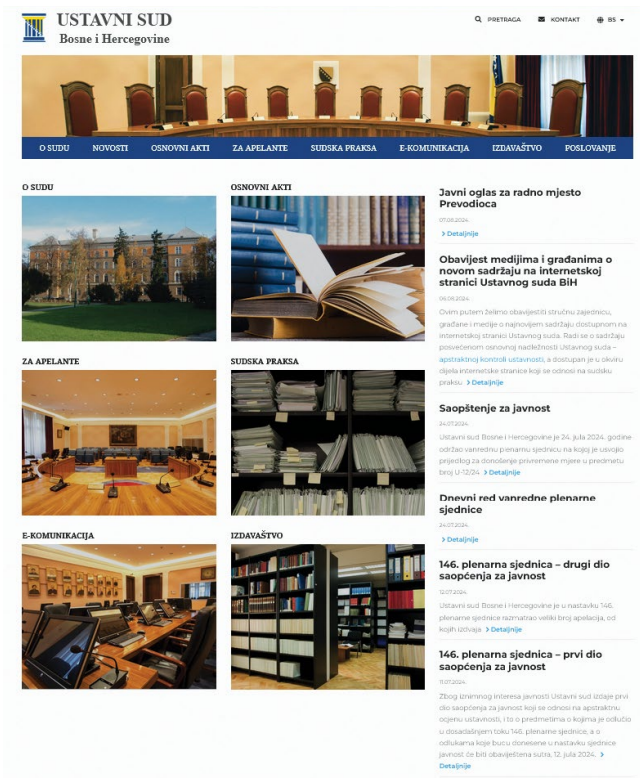 USTAVNI SUD
Bosne i Hercegovine
PRETRAGA
KONTAKT
BS
O SUDU
NOVOSTI
OSNOVNI AKTI
ZA APELANTE
SUDSKA PRAKSA
E-KOMUNIKACIJA
IZDAVAŠTVO
POSLOVANJE
O SUDU
OSNOVNI AKTI
ZA APELANTE
SUDSKA PRAKSA
E-KOMUNIKACIJA
IZDAVAŠTVO
Javni oglas za radno mjesto
Prevodioca
07.09.2024.
> Detaljnije
Obavijest medijima i građanima o
novom sadržaju na internetskoj
stranici Ustavnog suda BiH
06.09.2024.
Ovim putem želimo obavijestiti stručnu zajednicu,
građane i medije o najnovijem sadržaju dostupnom na
internetskoj stranici Ustavnog suda. Radi se o sadržaju
posvećenom osnovnoj nadležnosti Ustavnog suda –
apstraktnoj kontroli ustavnosti, a dostupan je u okviru
dijela internetske stranice koji se odnosi na sudsku
praksu > Detaljnije
Saopštenje za javnost
24.07.2024.
Ustavni sud Bosne i Hercegovine je 24. jula 2024. godine
održao vanrednu plenarnu sjednicu na kojoj je usvojio
prijedlog za donošenje privremene mjere u predmetu
broj U-12/24 > Detaljnije
Dnevni red vanredne plenarne
sjednice
24.07.2024.
> Detaljnije
146. plenarna sjednica – drugi dio
saopćenja za javnost
12.07.2024.
Ustavni sud Bosne i Hercegovine je u nastavku 146.
plenarne sjednice razmatrao veliki broj apelacija, od
kojih izdvaja > Detaljnije
146. plenarna sjednica – prvi dio
saopćenja za javnost
11.07.2024.
Zbog iznimnog interesa javnosti Ustavni sud izdaje prvi
dio saopćenja za javnost koji se odnosi na apstraktnu
ocjenu ustavnosti, i to o predmetima o kojima je odlučio
u dosadašnjem toku 146. plenarne sjednice, a o
odlukama koje budu donesene u nastavku sjednice
javnost će biti obaviještena sutra, 12. jula 2024. >
Detaljnije